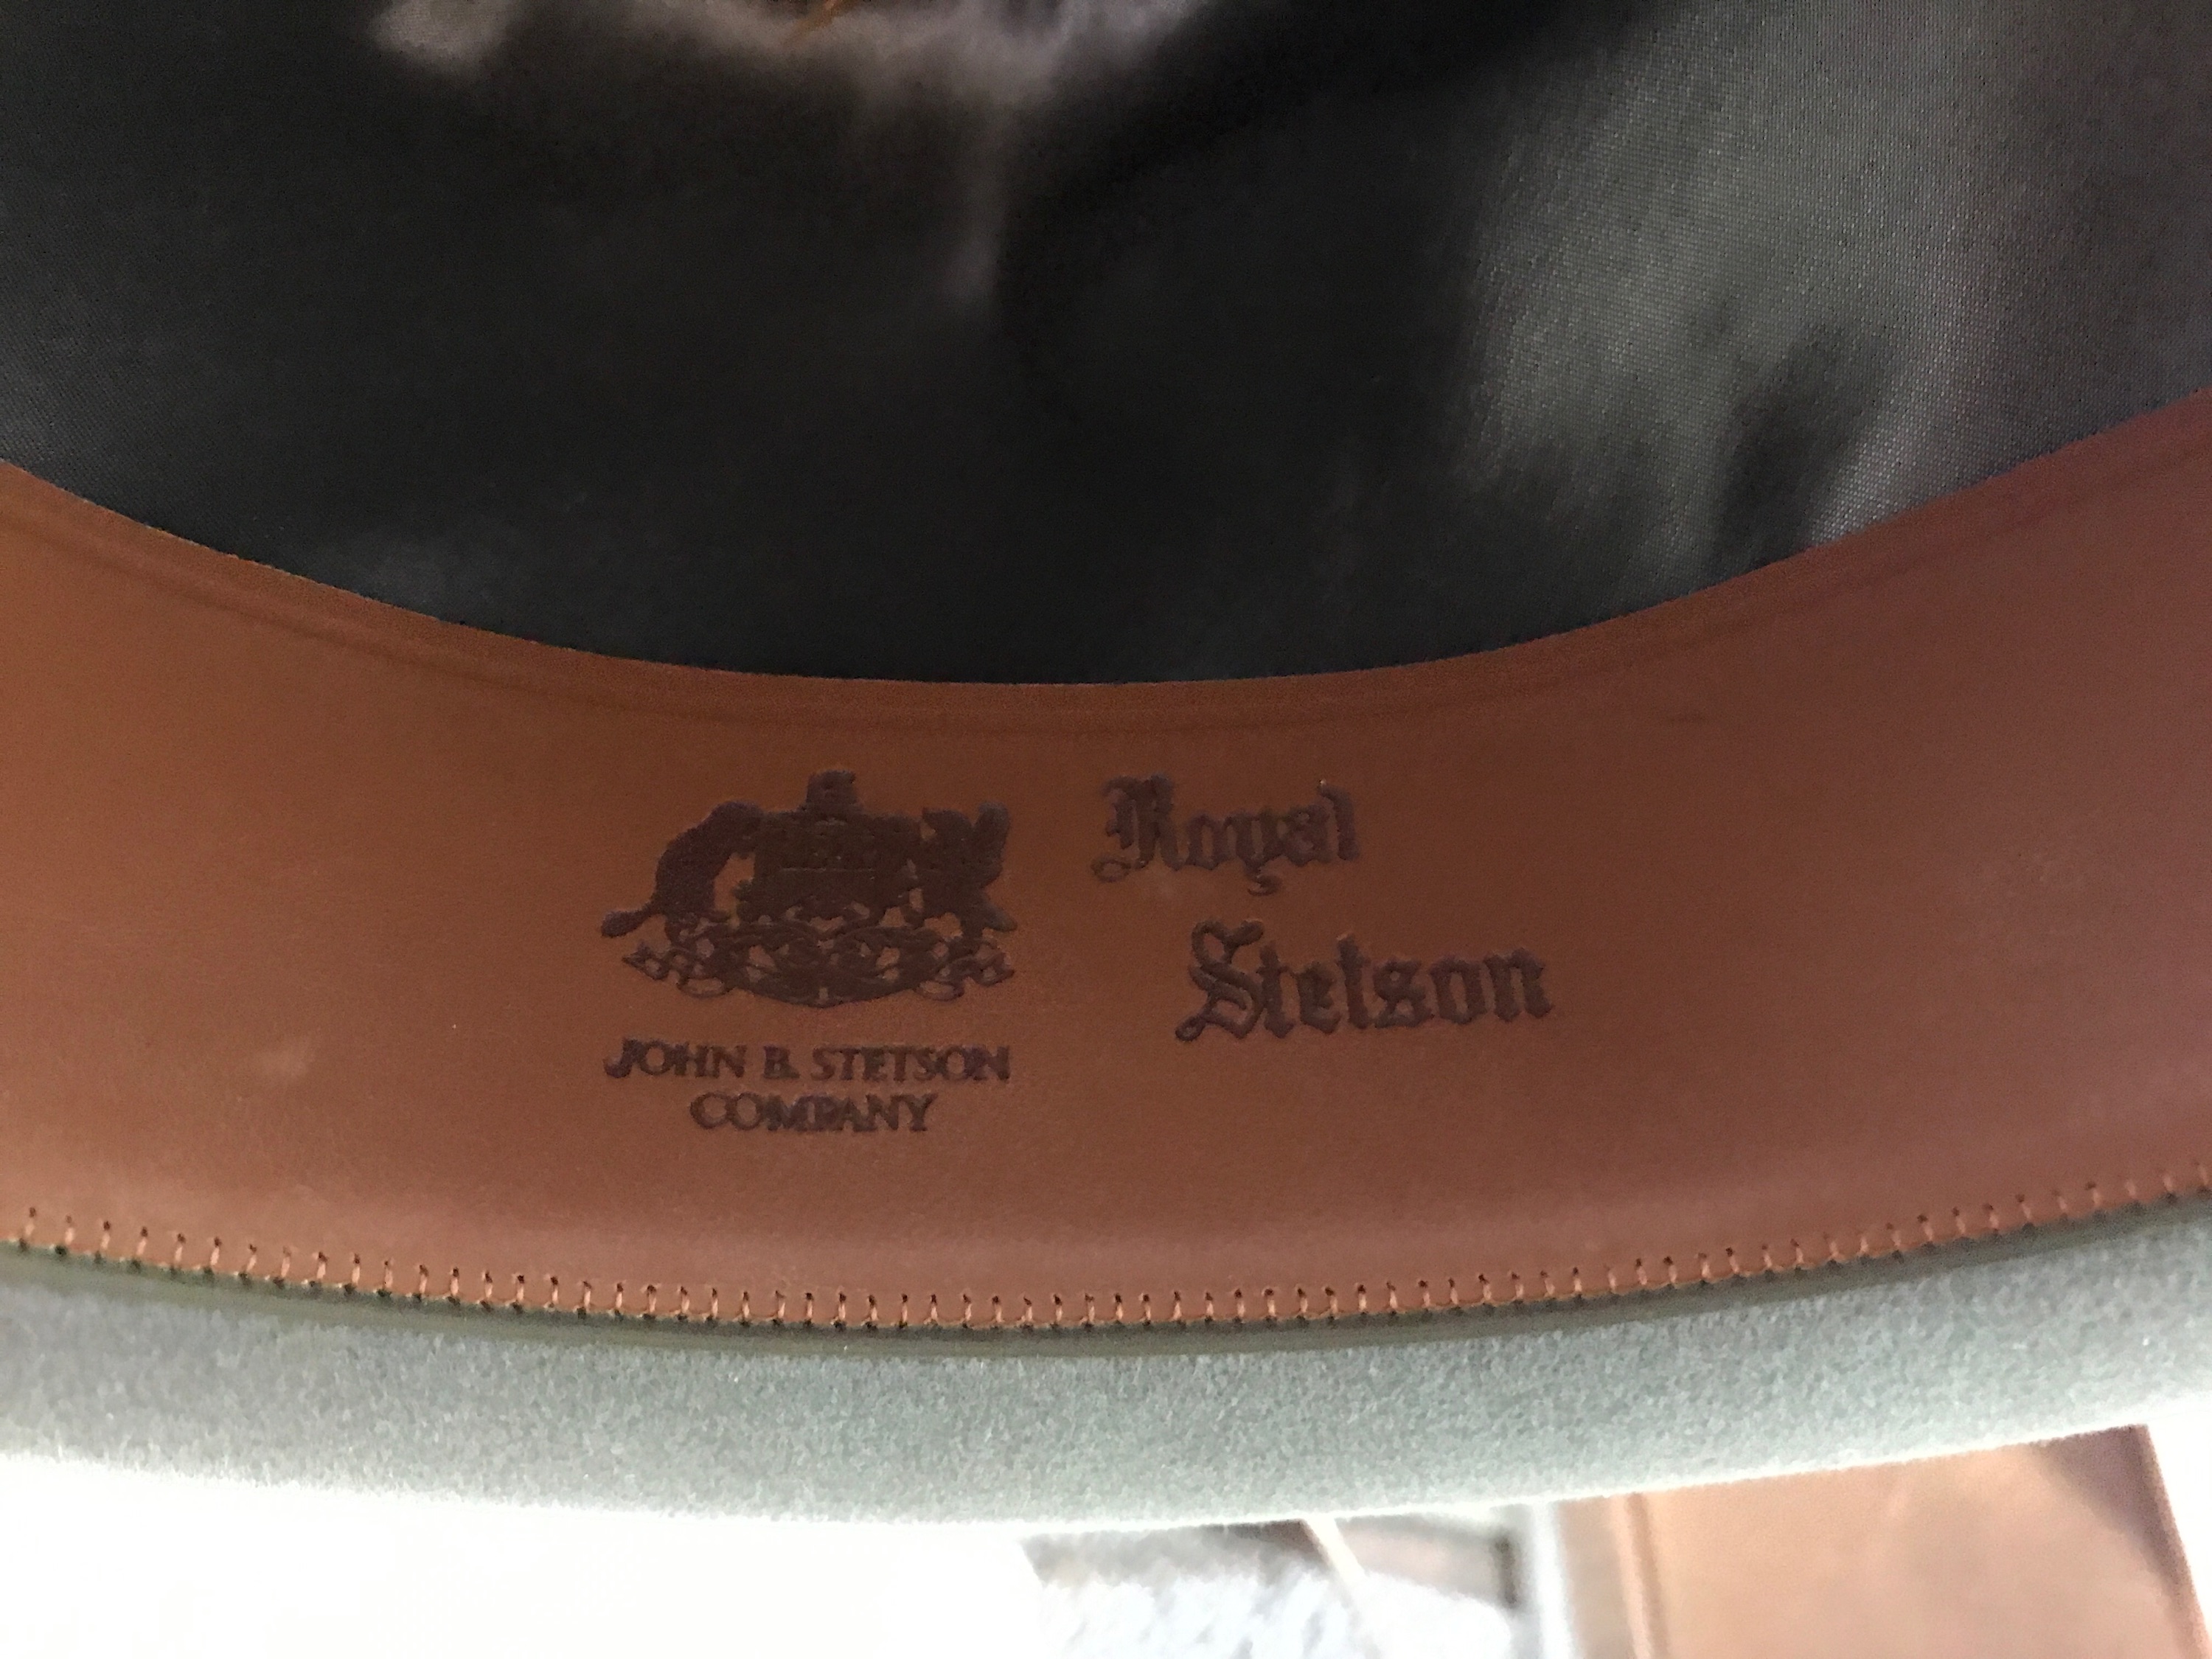 Royal
Stetson
JOHN B. STETSON
COMPANY